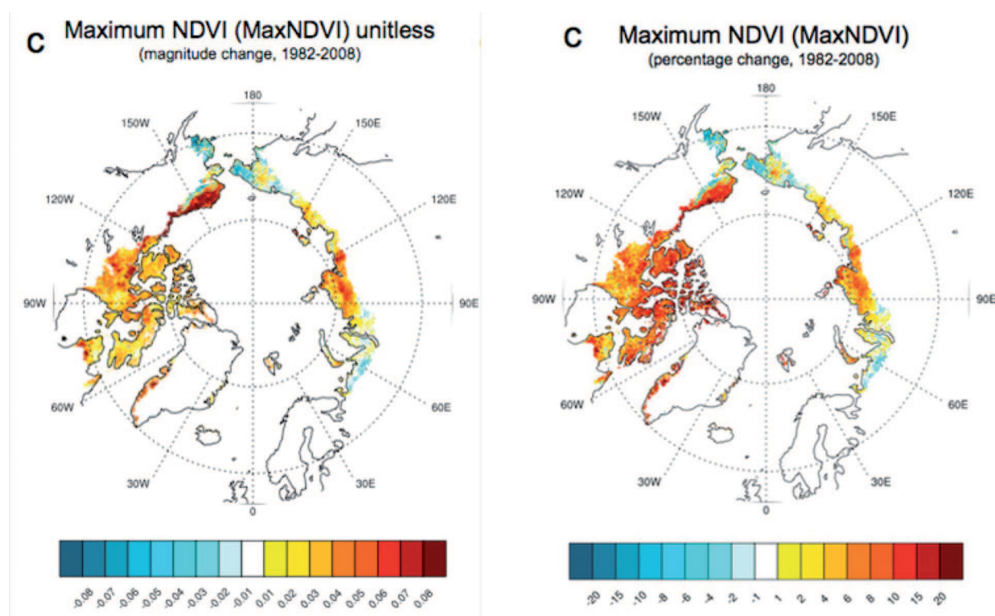 C
Maximum NDVI (MaxNDVI) unitless
(magnitude change, 1982-2008)
180
150W
150E
120W
120E
90W
90E
60W
60E
30W
30E
0
-0.08 -0.07 -0.06 -0.05 -0.04 -0.03 -0.02 -0.01 0.01 0.02 0.03 0.04 0.05 0.06 0.07 0.08
C
Maximum NDVI (MaxNDVI)
(percentage change, 1982-2008)
180
150W
150E
120W
120E
90W
90E
60W
60E
30W
30E
0
-20 -15 -10 -8 -6 -4 -2 -1 1 2 4 6 8 10 15 20